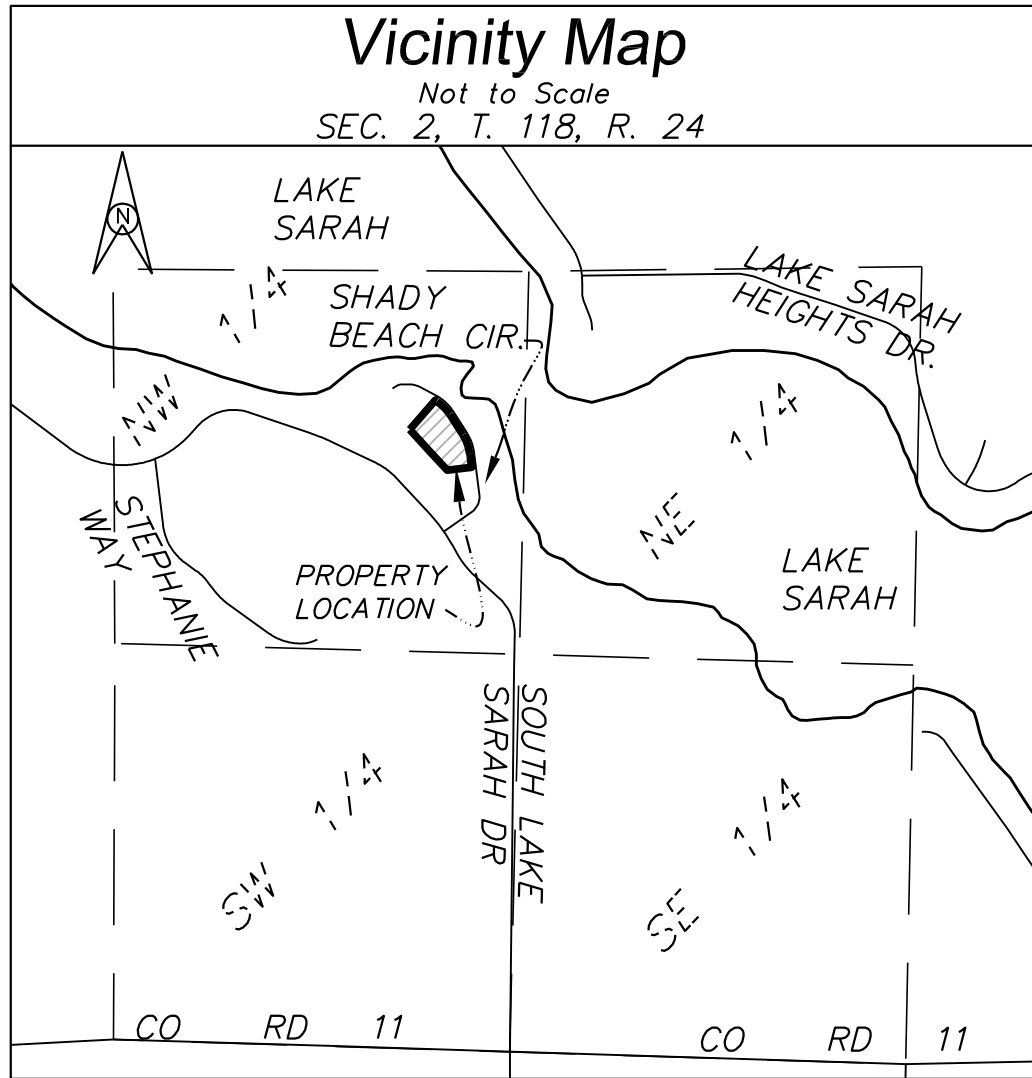 Vicinity Map
Not to Scale
SEC. 2, T. 118, R. 24
N
LAKE
SARAH
1/4
SHADY
BEACH CIR.
LAKE SARAH
HEIGHTS DR.
NW
1/4
STEPHANIE
WAY
NE
LAKE
SARAH
PROPERTY
LOCATION
SOUTH LAKE
SARAH DR
1/4
SW
1/4
SE
CO RD 11
CO RD 11